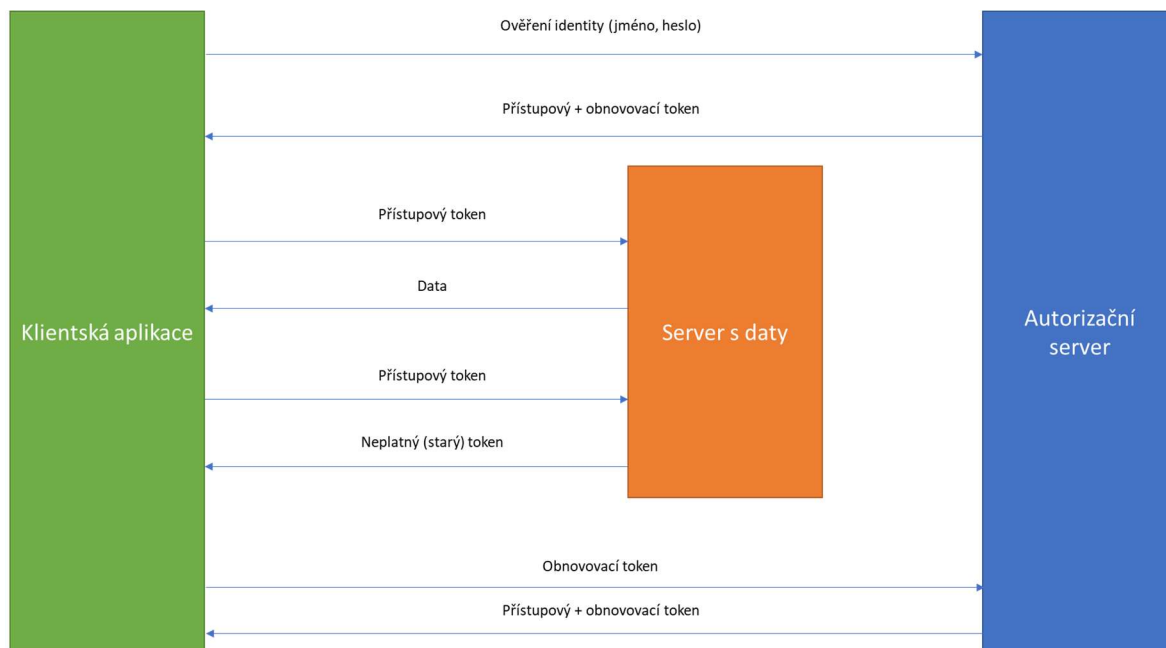 Ověření identity (jméno, heslo)
Přístupový + obnovovací token
Přístupový token
Data
Klientská aplikace
Server s daty
Autorizační
server
Přístupový token
Neplatný (starý) token
Obnovovací token
Přístupový + obnovovací token